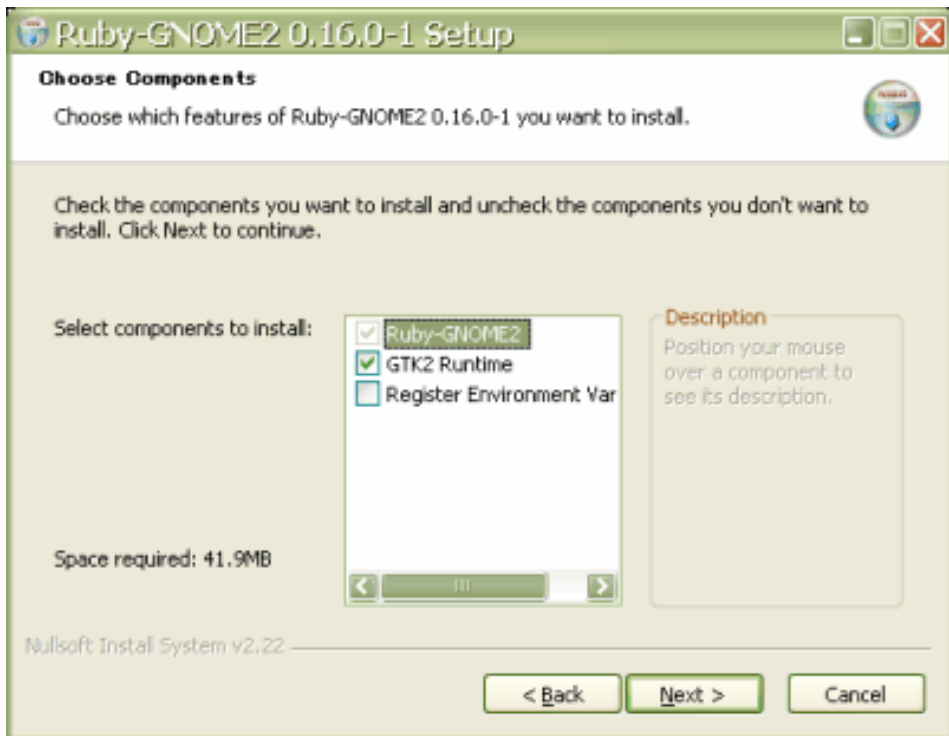 Ruby-GNOME2 0.16.0-1 Setup
Choose Components
Choose which features of Ruby-GNOME2 0.16.0-1 you want to install.
Check the components you want to install and uncheck the components you don't want to
install. Click Next to continue.
Select components to install:
Ruby-GNOME2
GTK2 Runtime
Register Environment Var
Description
Position your mouse
over a component to
see its description.
Space required: 41.9MB
Nullsoft Install System v2.22
< Back
Next >
Cancel